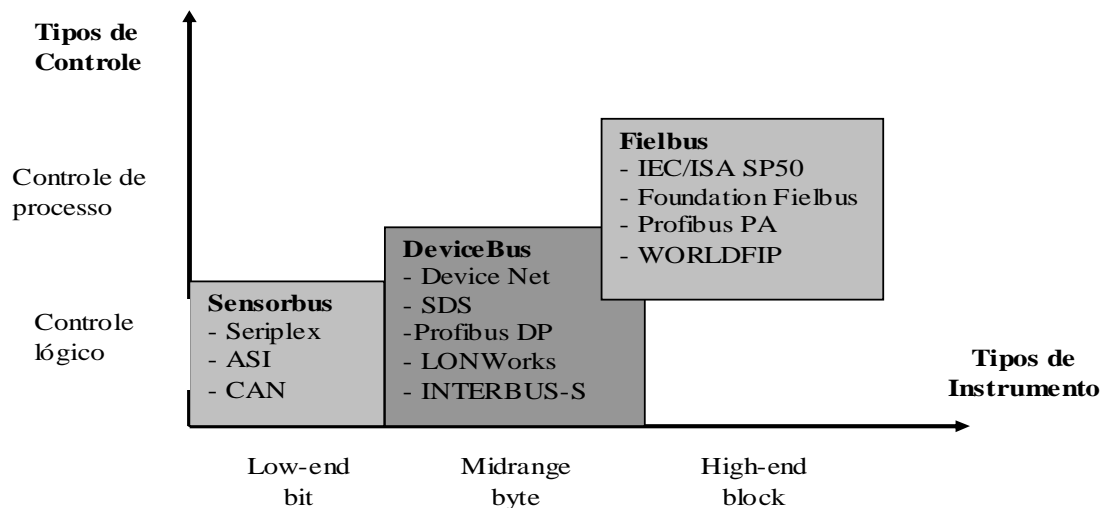 Tipos de
Controle
Controle de
processo
Controle
lógico
Fielbus
- IEC/ISA SP50
- Foundation Fielbus
- Profibus PA
- WORLDFIP
DeviceBus
- Device Net
- SDS
-Profibus DP
- LONWorks
- INTERBUS-S
Sensorbus
- Seriplex
- ASI
- CAN
Tipos de
Instrumento
Low-end
bit
Midrange
byte
High-end
block